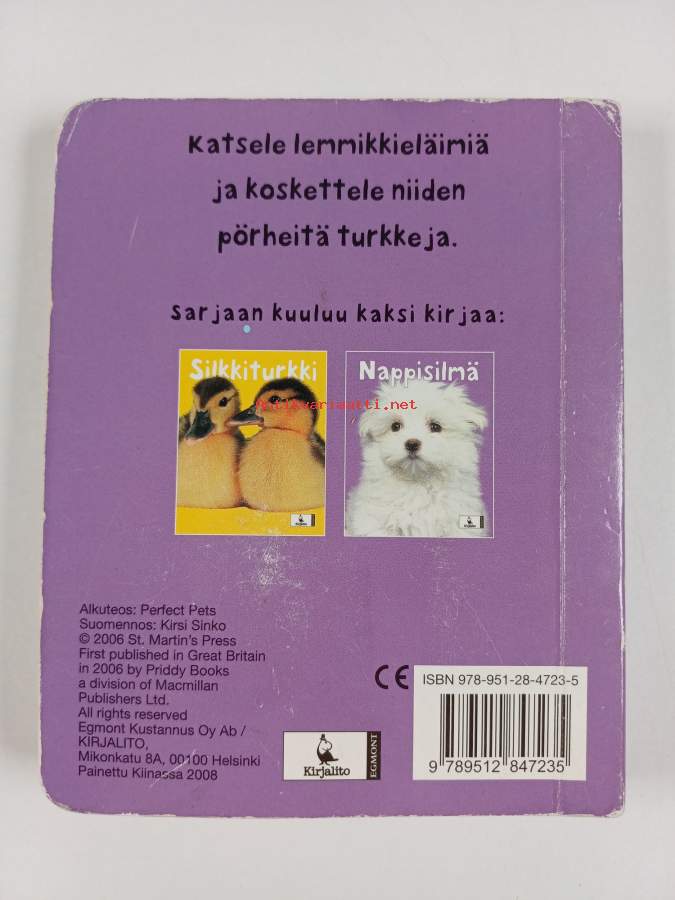 Katsele lemmikkieläimiä
ja koskettele niiden
pörheitä turkkeja.
Sarjaan kuuluu kaksi kirjaa:
Silkkiturkki
Nappisilmä
Antikvariaatti.net
Kirjalito
Kirjalito
Alkuteos: Perfect Pets
Suomennos: Kirsi Sinko
© 2006 St. Martin's Press
First published in Great Britain
in 2006 by Priddy Books
a division of Macmillan
Publishers Ltd.
All rights reserved
Egmont Kustannus Oy Ab /
KIRJALITO,
Mikonkatu 8A, 00100 Helsinki
Painettu Kiinassa 2008
Kirjalito
EGMONT
CE
ISBN 978-951-28-4723-5
9 789512 847235